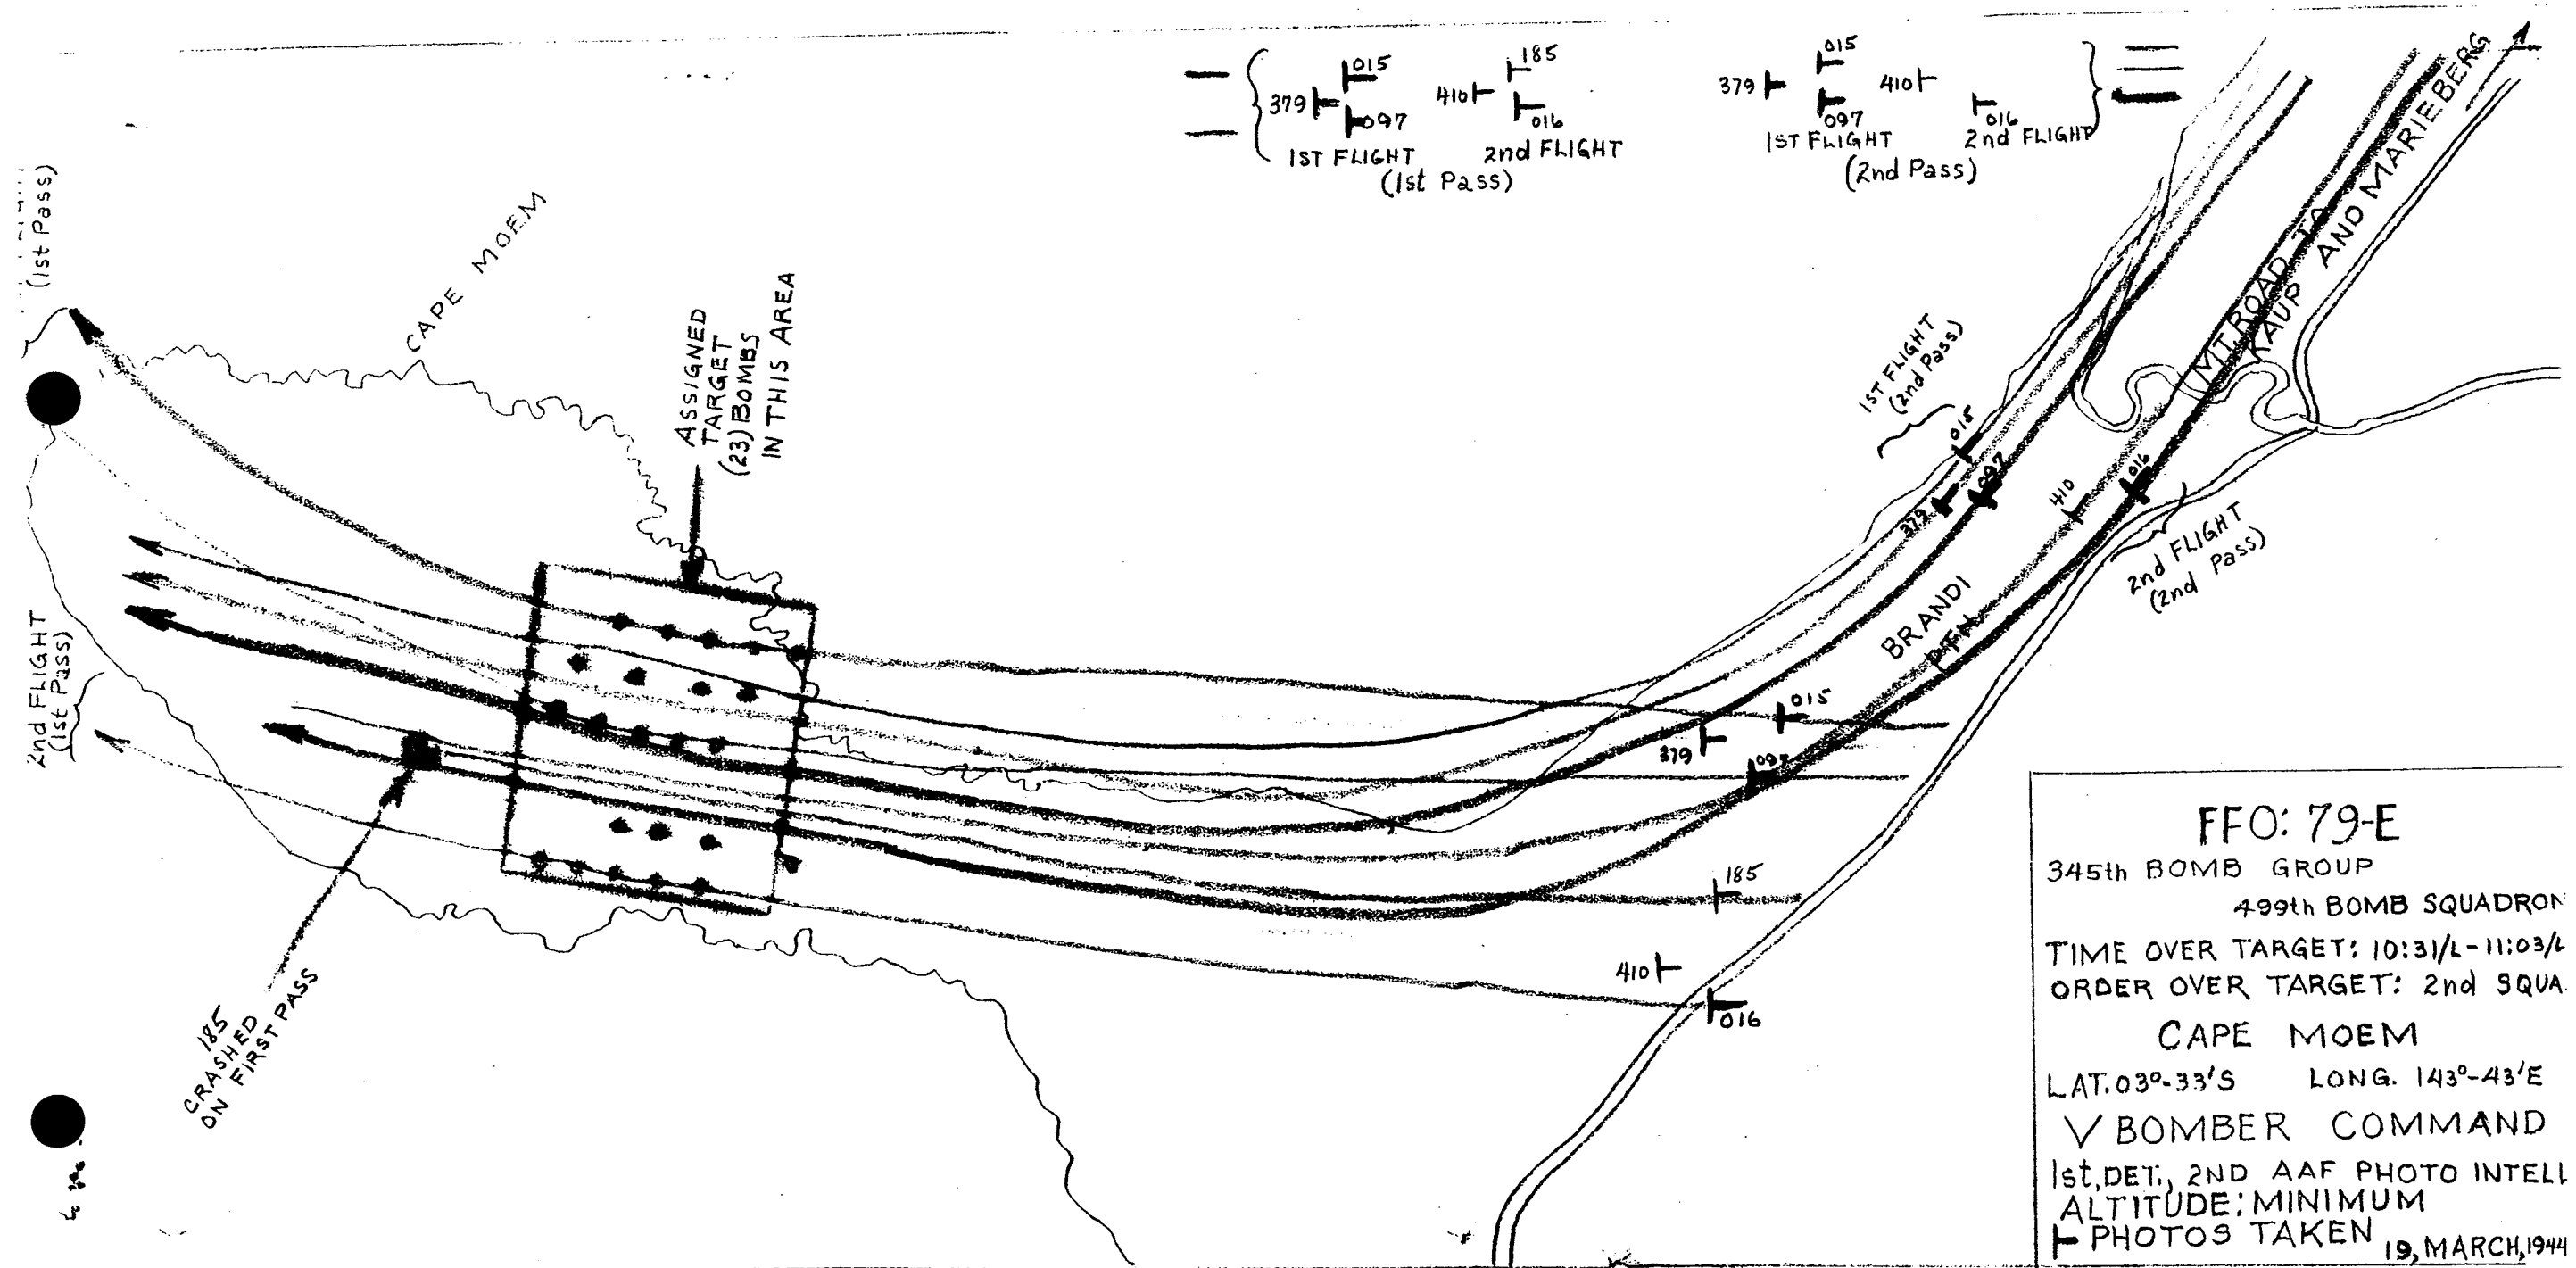 015
379
097
1ST FLIGHT
185
410
016
2nd FLIGHT
(1st Pass)
015
379
097
1ST FLIGHT
410
016
2nd FLIGHT
(2nd Pass)
(1st Pass)
CAPE MOEM
ASSIGNED
TARGET
(23) BOMBS
IN THIS AREA
MT. ROAD TO
KAUP AND MARIEBERG
1ST FLIGHT
(2nd Pass)
015
097
379
410
016
2nd FLIGHT
(2nd Pass)
BRANDI
PTN
2nd FLIGHT
(1st Pass)
015
379
097
185
410
016
185
CRASHED
ON FIRST PASS
FFO: 79-E
345th BOMB GROUP
499th BOMB SQUADRON
TIME OVER TARGET: 10:31/L-11:03/L
ORDER OVER TARGET: 2nd SQUA
CAPE MOEM
LAT. 03°-33'S LONG. 143°-43'E
V BOMBER COMMAND
1st, DET., 2ND AAF PHOTO INTELL
ALTITUDE: MINIMUM
PHOTOS TAKEN 19, MARCH, 1944